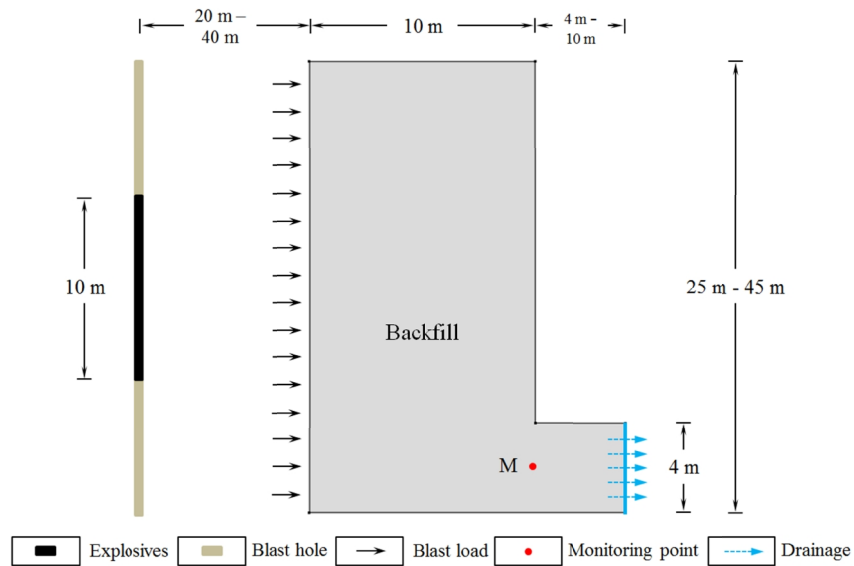 20 m –
40 m
10 m
4 m -
10 m
10 m
25 m - 45 m
Backfill
M
4 m
Explosives
Blast hole
Blast load
Monitoring point
Drainage